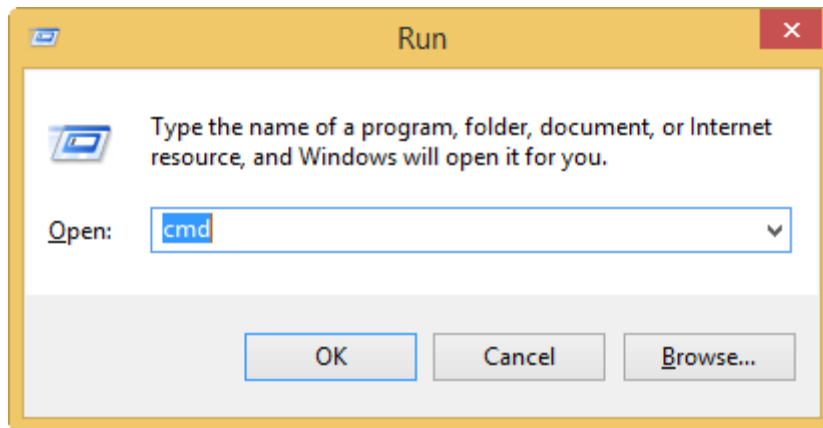 Run
Type the name of a program, folder, document, or Internet
resource, and Windows will open it for you.
Open: cmd
OK Cancel Browse...